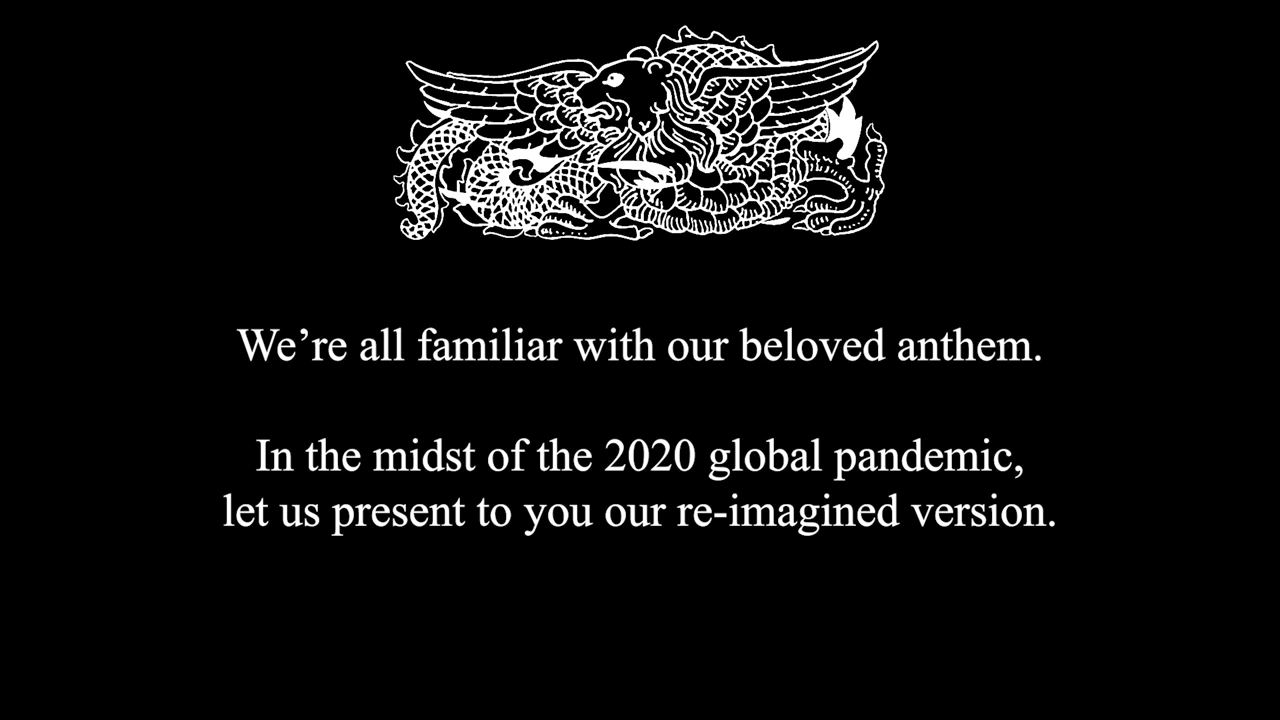 We’re all familiar with our beloved anthem.
In the midst of the 2020 global pandemic,
let us present to you our re-imagined version.